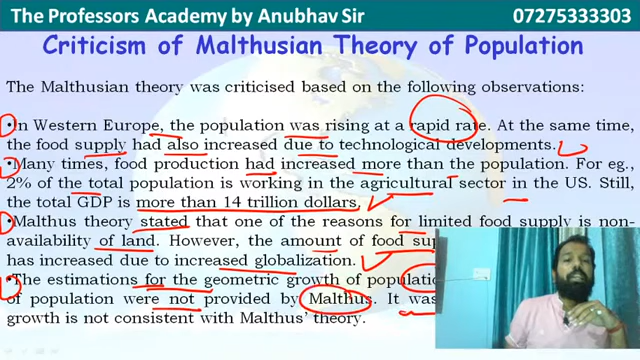 The Professors Academy by Anubhav Sir 07275333303
Criticism of Malthusian Theory of Population
The Malthusian theory was criticised based on the following observations:
•In Western Europe, the population was rising at a rapid rate. At the same time,
the food supply had also increased due to technological developments.
•Many times, food production had increased more than the population. For eg.,
2% of the total population is working in the agricultural sector in the US. Still,
the total GDP is more than 14 trillion dollars.
•Malthus theory stated that one of the reasons for limited food supply is non-
availability of land. However, the amount of food
has increased due to increased globalization.
•The estimations for the geometric growth of
of population were not provided by Malthus. It was
growth is not consistent with Malthus' theory.